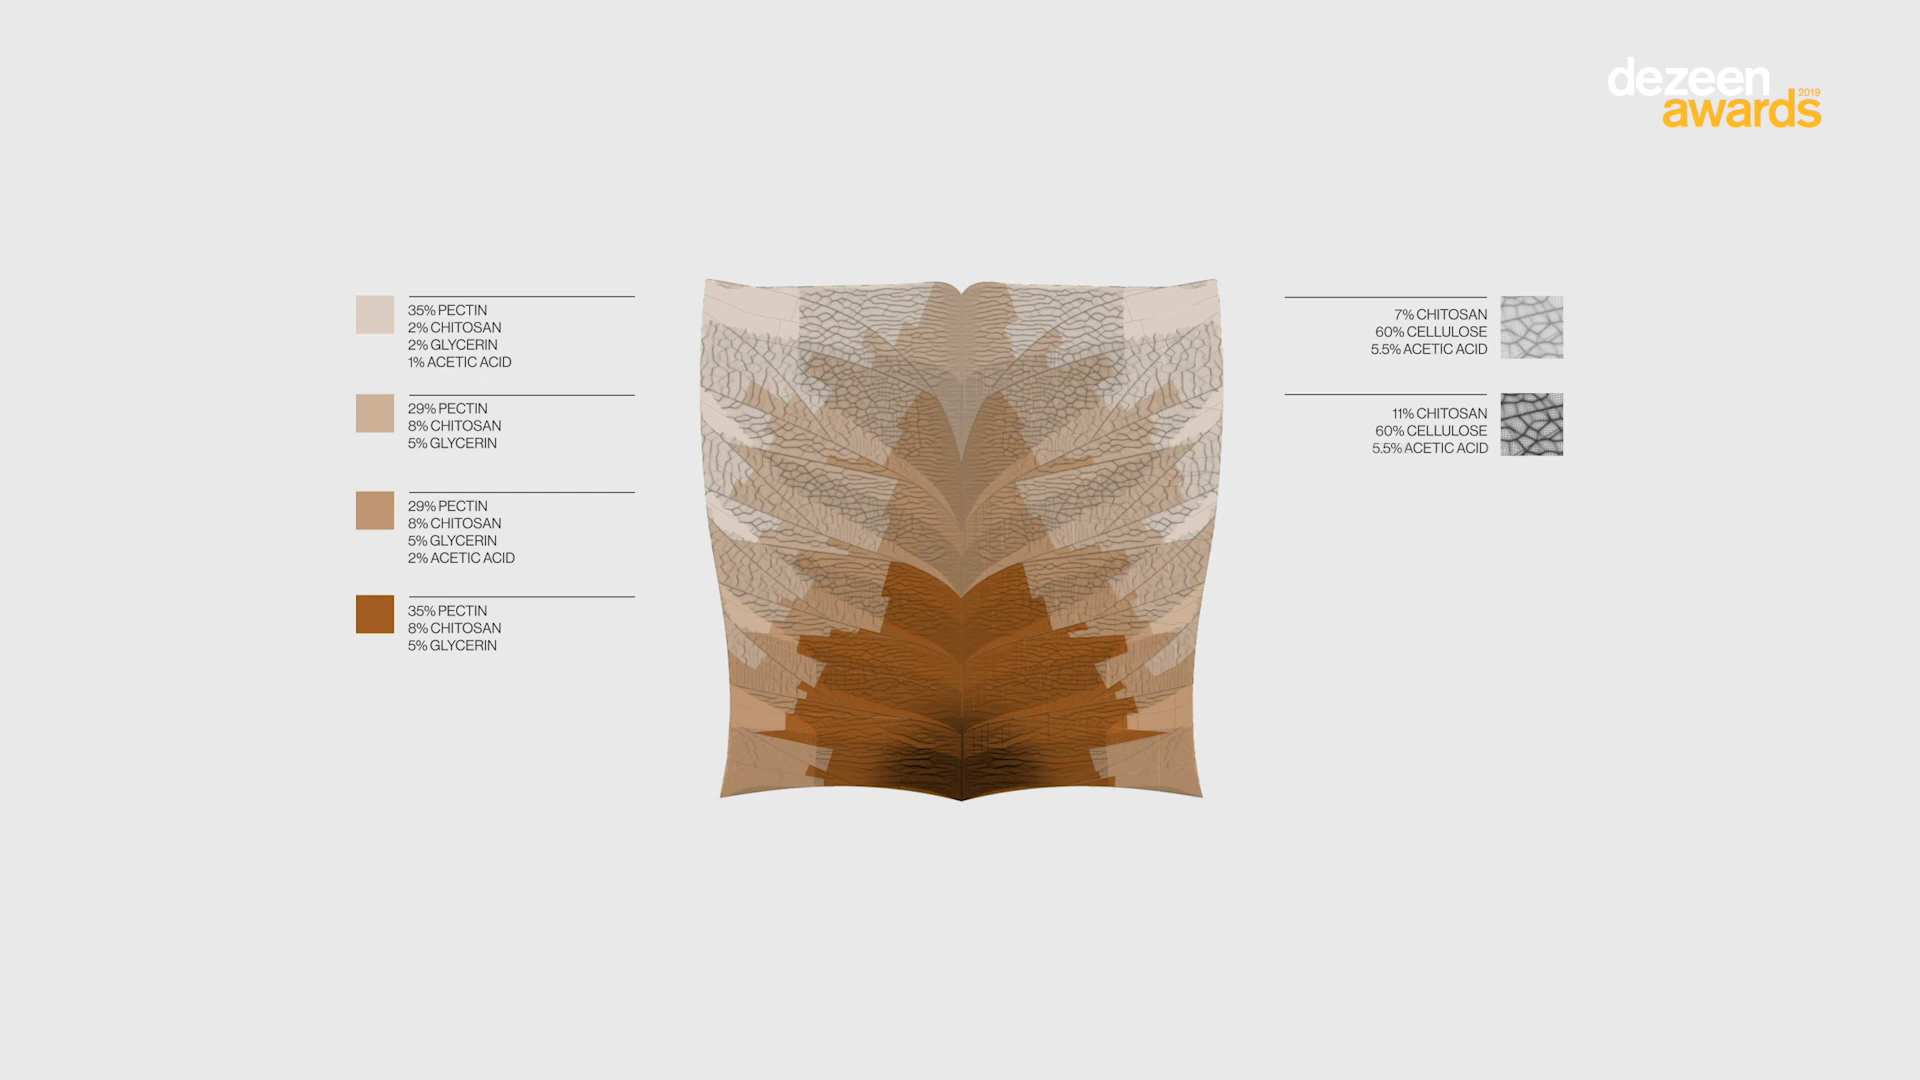 dezeen
awards 2019
35% PECTIN
2% CHITOSAN
2% GLYCERIN
1% ACETIC ACID
29% PECTIN
8% CHITOSAN
5% GLYCERIN
29% PECTIN
8% CHITOSAN
5% GLYCERIN
2% ACETIC ACID
35% PECTIN
8% CHITOSAN
5% GLYCERIN
7% CHITOSAN
60% CELLULOSE
5.5% ACETIC ACID
11% CHITOSAN
60% CELLULOSE
5.5% ACETIC ACID